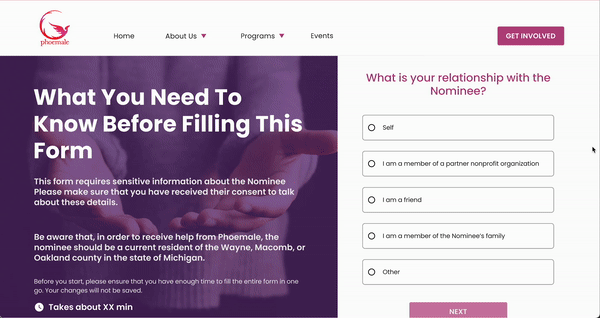 phoemale
Home
About Us
Programs
Events
GET INVOLVED
What You Need To
Know Before Filling This
Form
This form requires sensitive information about the Nominee
Please make sure that you have received their consent to talk
about these details.
Be aware that, in order to receive help from Phoemale, the
nominee should be a current resident of the Wayne, Macomb, or
Oakland county in the state of Michigan.
Before you start, please ensure that you have enough time to fill the entire form in one
go. Your changes will not be saved.
Takes about XX min
What is your relationship with the
Nominee?
Self
I am a member of a partner nonprofit organization
I am a friend
I am a member of the Nominee's family
Other
NEXT